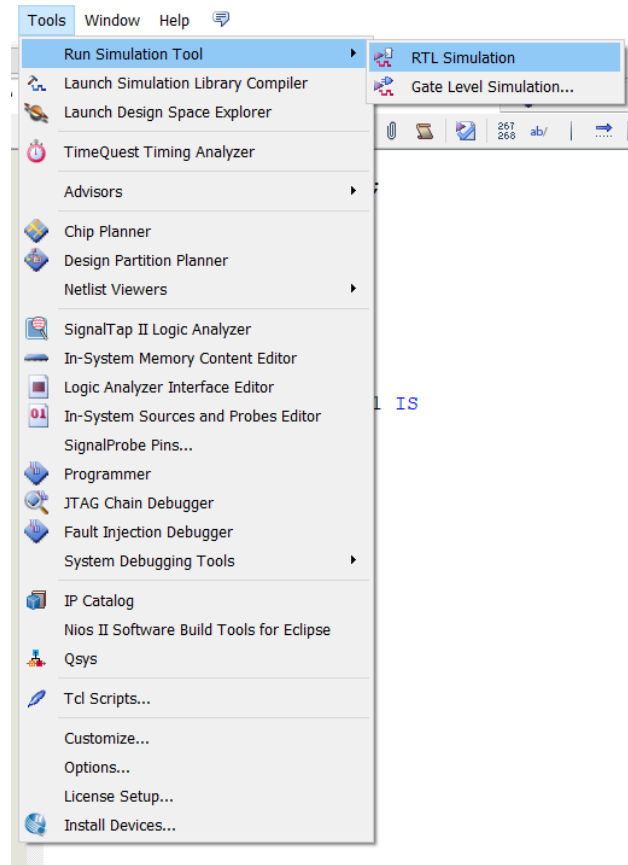 Tools Window Help
Run Simulation Tool
RTL Simulation
Launch Simulation Library Compiler
Gate Level Simulation...
Launch Design Space Explorer
267
268
ab/
TimeQuest Timing Analyzer
Advisors
;
Chip Planner
Design Partition Planner
Netlist Viewers
SignalTap II Logic Analyzer
In-System Memory Content Editor
Logic Analyzer Interface Editor
1 IS
01
In-System Sources and Probes Editor
SignalProbe Pins...
Programmer
JTAG Chain Debugger
Fault Injection Debugger
System Debugging Tools
IP Catalog
Nios II Software Build Tools for Eclipse
Qsys
Tcl Scripts...
Customize...
Options...
License Setup...
Install Devices...